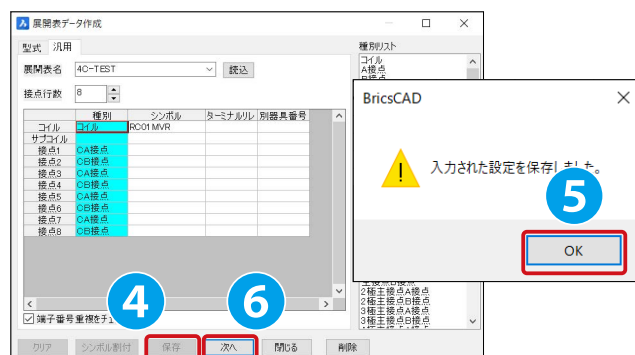 展開表データ作成
型式 汎用
種別リスト
展開表名 4C-TEST 読込
コイル
A接点
接点行数 8
種別 シンボル ターミナルリレ 別器具番号
コイル コイル RC01 MVR
サブコイル
接点1 CA接点
接点2 CB接点
接点3 CA接点
接点4 CB接点
接点5 CA接点
接点6 CB接点
接点7 CA接点
接点8 CB接点
BricsCAD
入力された設定を保存しました。
5
OK
2極主接点A接点
2極主接点B接点
3極主接点A接点
3極主接点B接点
4 6
端子番号重複をチェ
クリア シンボル割付 保存 次へ 閉じる 削除